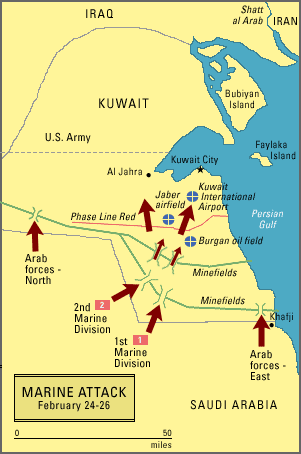 IRAQ
Shatt
al Arab
IRAN
KUWAIT
Bubiyan
Island
U.S. Army
Kuwait City
Faylaka
Island
Al Jahra
Jaber
airfield
Kuwait
International
Airport
Phase Line Red
Persian
Gulf
Burgan oil field
Arab
forces -
North
Minefields
2nd 2
Marine
Division
Minefields
Khafji
1st 1
Marine
Division
Arab
forces -
East
MARINE ATTACK
February 24-26
SAUDI ARABIA
0 50
miles